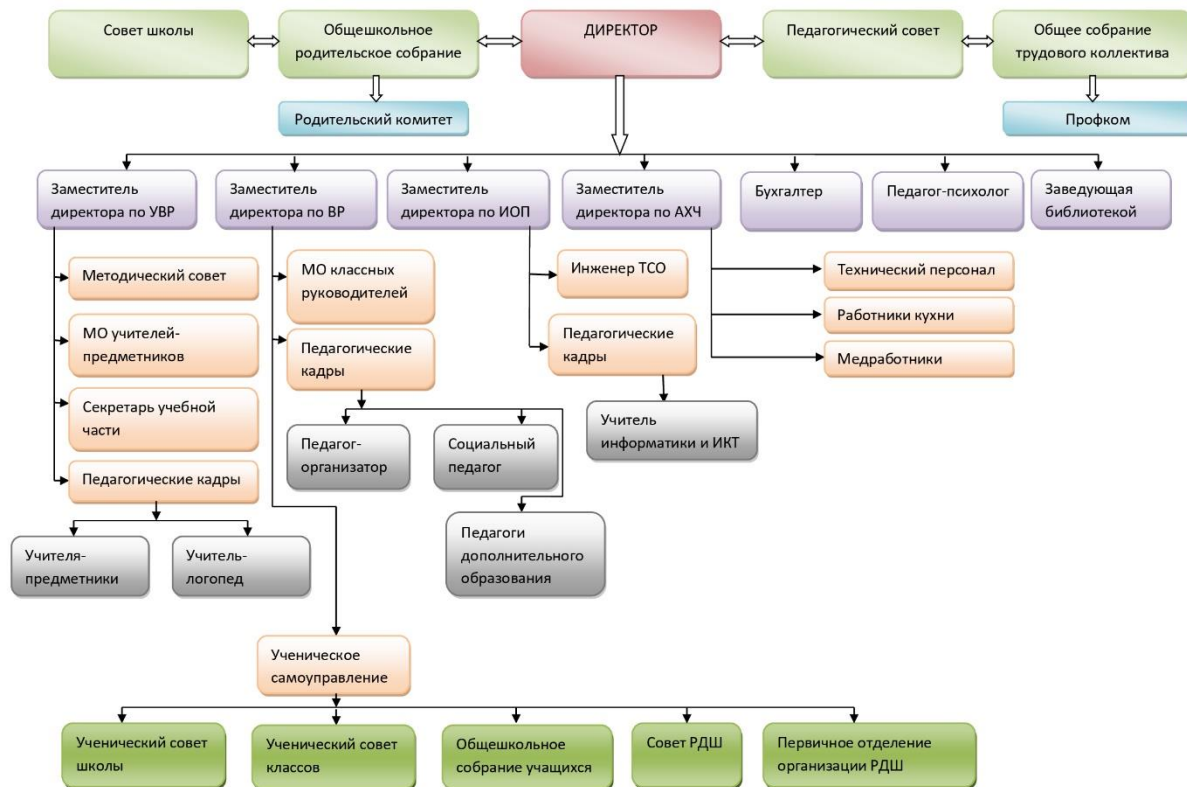 Совет школы
Общешкольное
родительское собрание
ДИРЕКТОР
Педагогический совет
Общее собрание
трудового коллектива
Родительский комитет
Профком
Заместитель
директора по УВР
Заместитель
директора по ВР
Заместитель
директора по ИОП
Заместитель
директора по АХЧ
Бухгалтер
Педагог-психолог
Заведующая
библиотекой
Методический совет
МО учителей-
предметников
Секретарь учебной
части
Педагогические кадры
Учителя-
предметники
Учитель-
логопед
МО классных
руководителей
Педагогические
кадры
Педагог-
организатор
Социальный
педагог
Педагоги
дополнительного
образования
Инженер ТСО
Педагогические
кадры
Учитель
информатики и ИКТ
Технический персонал
Работники кухни
Медработники
Ученическое
самоуправление
Ученический совет
школы
Ученический совет
классов
Общешкольное
собрание учащихся
Совет РДШ
Первичное отделение
организации РДШ